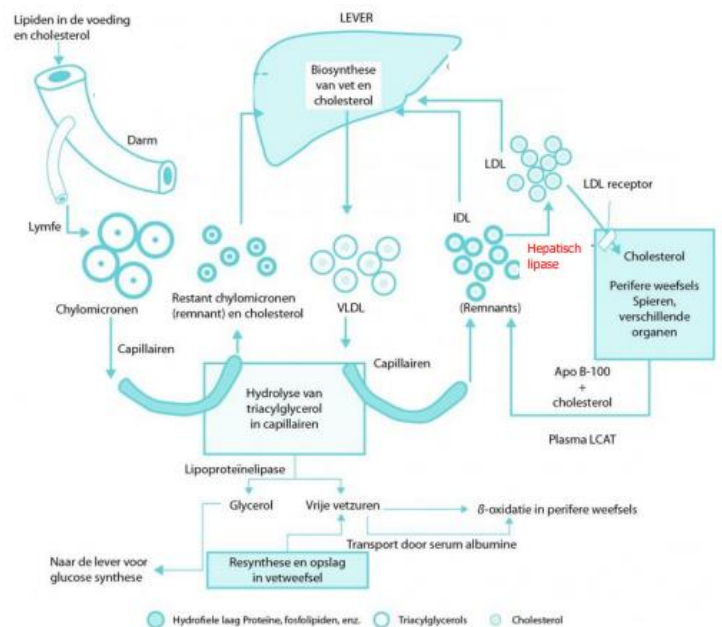 Lipiden in de voeding
en cholesterol
LEVER
Biosynthese
van vet en
cholesterol
Darm
LDL
LDL receptor
Lymfe
IDL
Hepatisch
lipase
Cholesterol
Perifere weefsels
Spieren,
verschillende
organen
Chylomicronen
Restant chylomicronen
(remnant) en cholesterol
VLDL
(Remnants)
Capillairen
Capillairen
Hydrolyse van
triacylglycerol
in capillairen
Apo B-100
+
cholesterol
Plasma LCAT
Lipoproteïnelipase
Glycerol
Vrije vetzuren
ß-oxidatie in perifere weefsels
Transport door serum albumine
Naar de lever voor
glucose synthese
Resynthese en opslag
in vetweefsel
Hydrofiele laag Proteïne, fosfolipiden, enz.
Triacylglycerols
Cholesterol